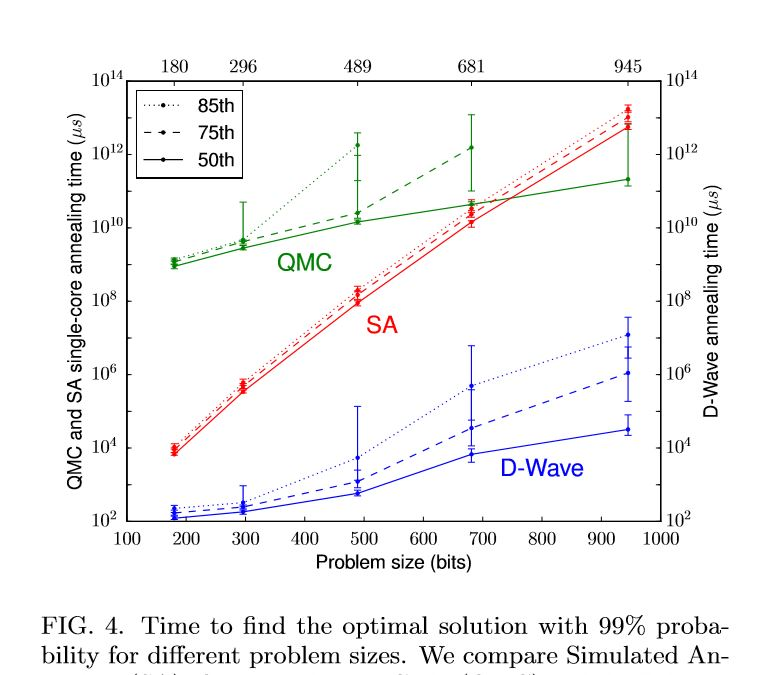 180 296 489 681 945
10^14 10^14
85th
75th
50th
10^12 10^12
10^10 10^10
QMC
10^8 10^8
SA
10^6 10^6
10^4 10^4
D-Wave
10^2 10^2
QMC and SA single-core annealing time (μs)
D-Wave annealing time (μs)
100 200 300 400 500 600 700 800 900 1000
Problem size (bits)
FIG. 4. Time to find the optimal solution with 99% proba-
bility for different problem sizes. We compare Simulated An-